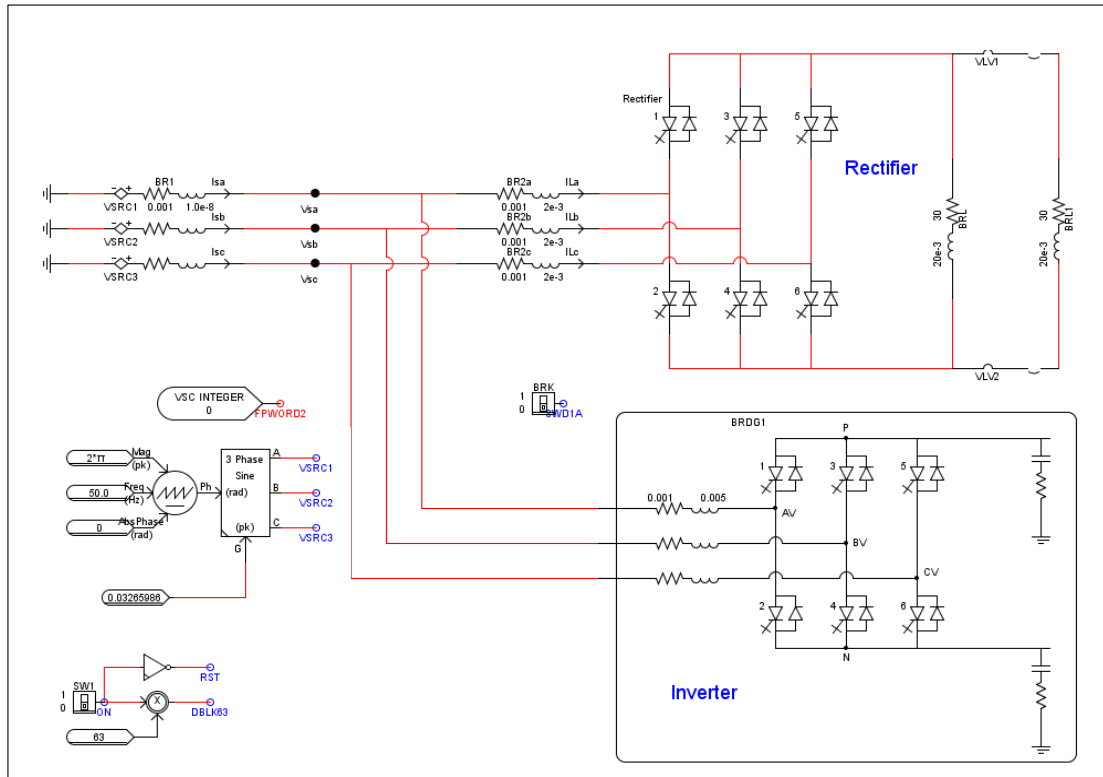 VLV1
Rectifier
1
3
5
Rectifier
BR1
Isa
BR2a
ILa
VSRC1
0.001
1.0e-8
Vsa
0.001
2e-3
Isb
BR2b
ILb
VSRC2
Vsb
0.001
2e-3
Isc
BR2c
ILc
VSRC3
Vsc
0.001
2e-3
30
BRL
20e-3
30
BRL1
20e-3
2
4
6
VLV2
VSC INTEGER
0
FPWORD2
BRK
1
0
SWD1A
2*π
Mag
(pk)
50.0
Freq
(Hz)
0
AbsPhase
(rad)
Ph
3 Phase
Sine
(rad)
(pk)
G
A
VSRC1
B
VSRC2
C
VSRC3
0.03265986
BRDG1
P
1
3
5
0.001
0.005
AV
BV
CV
2
4
6
N
Inverter
RST
SW1
1
0
ON
X
DBLK63
63